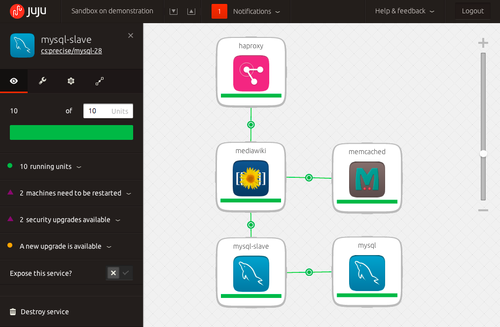 juju
Sandbox on demonstration
1
Notifications
Help & feedback
Logout
mysql-slave
cs:precise/mysql-28
10 of 10 Units
10 running units
2 machines need to be restarted
2 security upgrades available
A new upgrade is available
Expose this service?
Destroy service
haproxy
mediawiki
memcached
mysql-slave
mysql